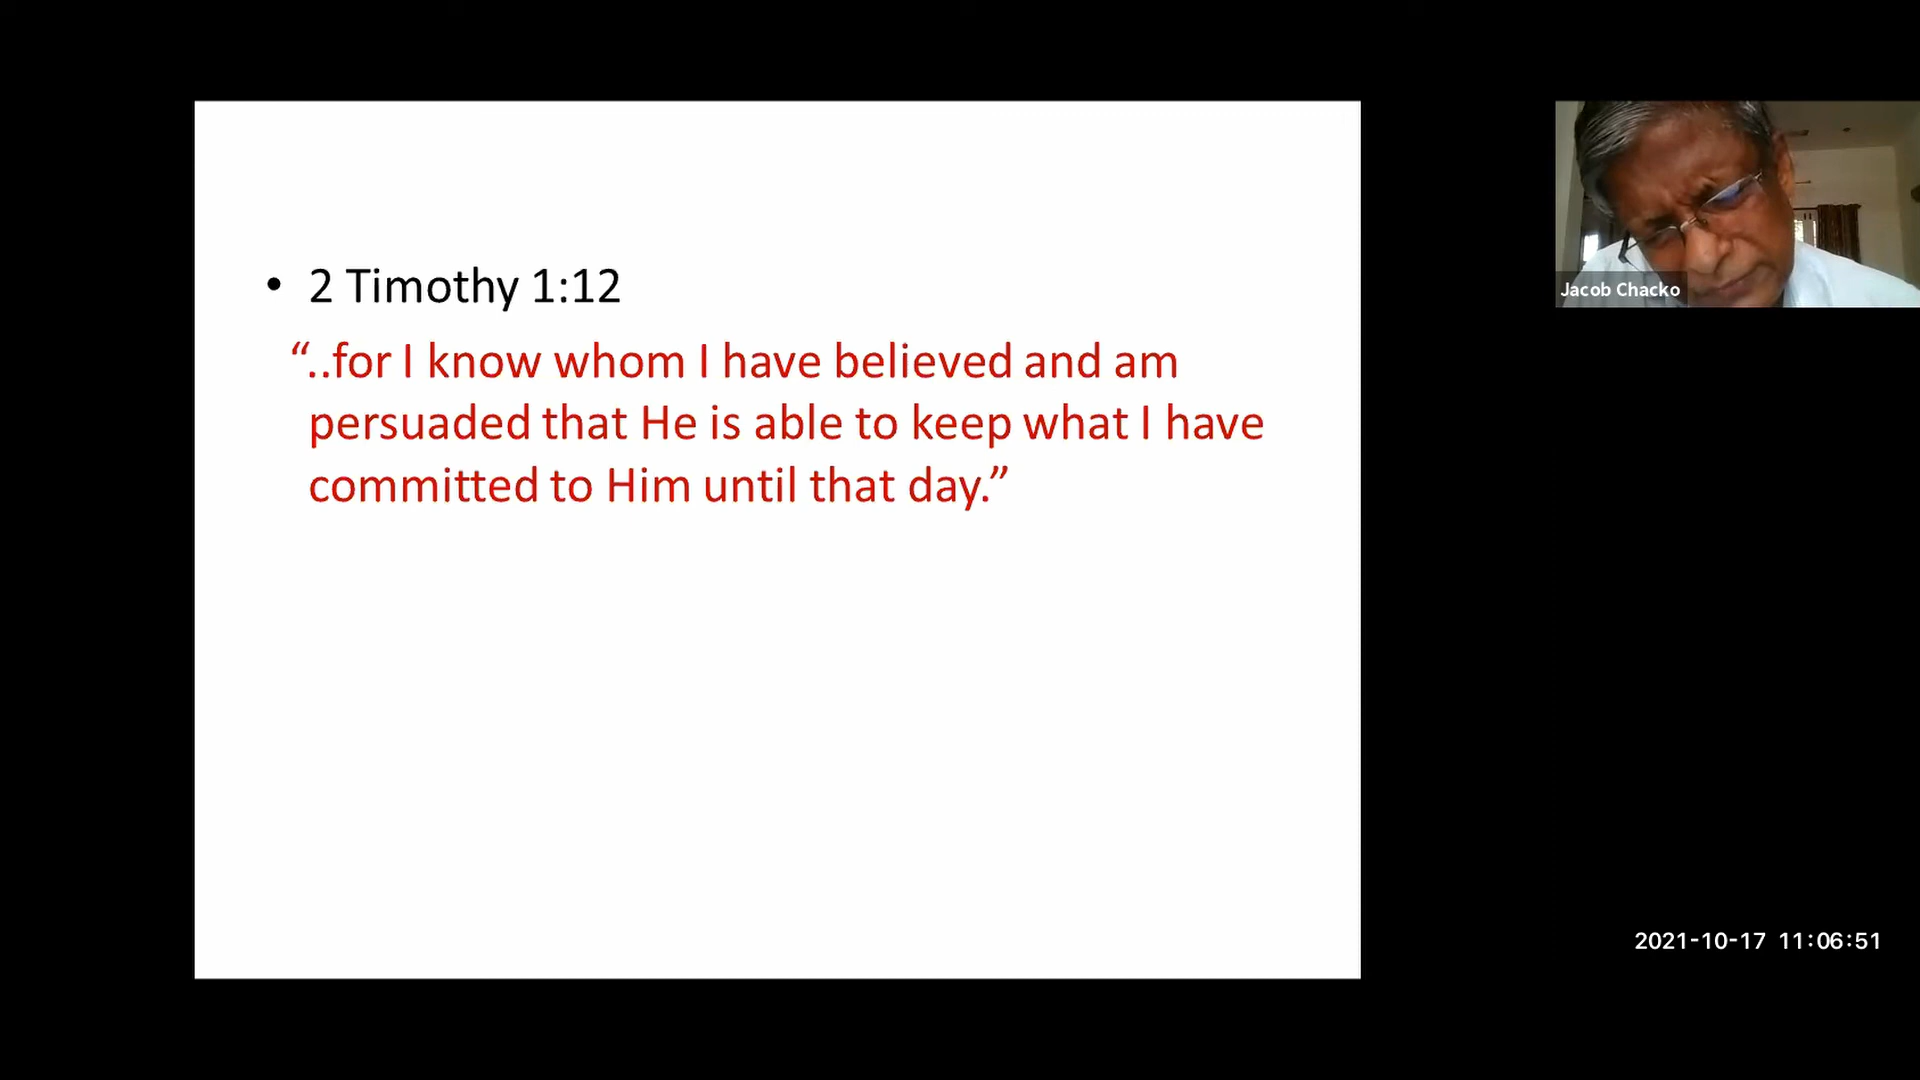 • 2 Timothy 1:12
“..for I know whom I have believed and am
persuaded that He is able to keep what I have
committed to Him until that day.”
Jacob Chacko
2021-10-17 11:06:51